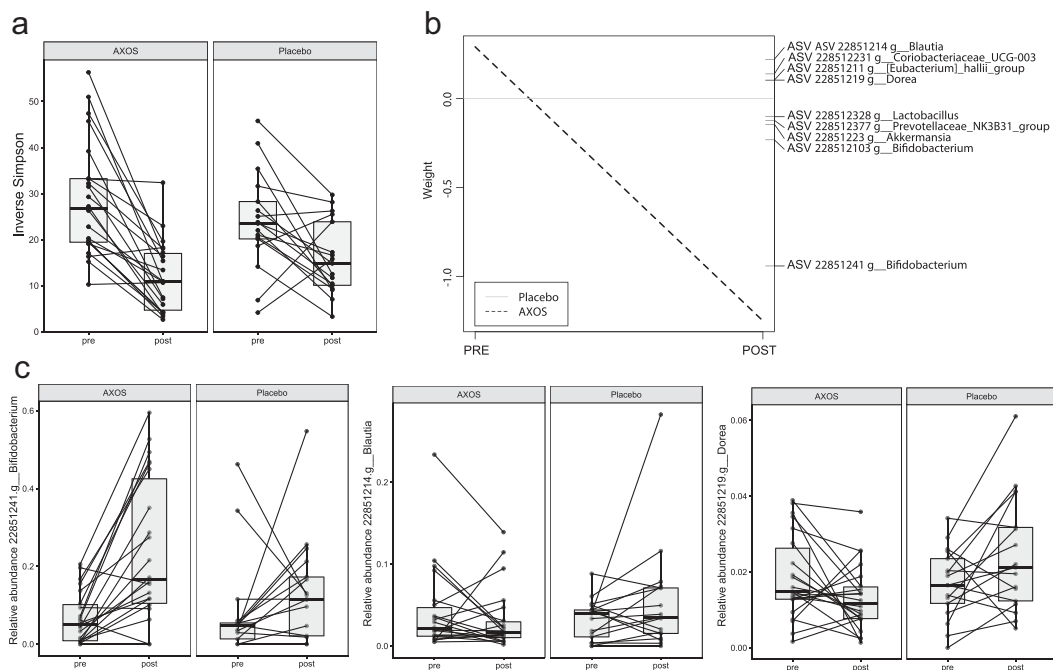 a
AXOS
Placebo
Inverse Simpson
50
40
30
20
10
0
pre
post
pre
post
b
Weight
0.0
-0.5
-1.0
Placebo
AXOS
PRE
POST
ASV ASV 22851214 g__Blautia
ASV 228512231 g__Coriobacteriaceae_UCG-003
ASV 22851211 g__[Eubacterium]_hallii_group
ASV 22851219 g__Dorea
ASV 228512328 g__Lactobacillus
ASV 228512377 g__Prevotellaceae_NK3B31_group
ASV 22851223 g__Akkermansia
ASV 228512103 g__Bifidobacterium
ASV 22851241 g__Bifidobacterium
c
AXOS
Placebo
Relative abundance 22851241.g__Bifidobacterium
0.6
0.4
0.2
0.0
pre
post
pre
post
AXOS
Placebo
Relative abundance 22851214.g__Blautia
0.2
0.1
0.0
pre
post
pre
post
AXOS
Placebo
Relative abundance 22851219.g__Dorea
0.06
0.04
0.02
0.00
pre
post
pre
post